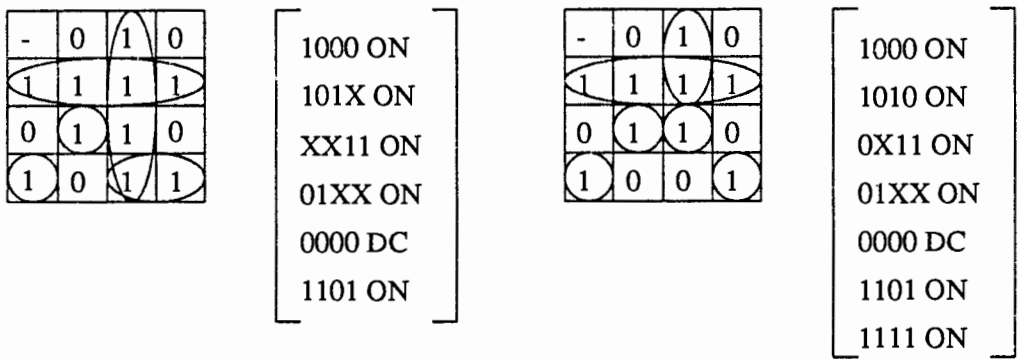 - 0 1 0
1 1 1 1
0 1 1 0
1 0 1 1
1000 ON
101X ON
XX11 ON
01XX ON
0000 DC
1101 ON
- 0 1 0
1 1 1 1
0 1 1 0
1 0 0 1
1000 ON
1010 ON
0X11 ON
01XX ON
0000 DC
1101 ON
1111 ON